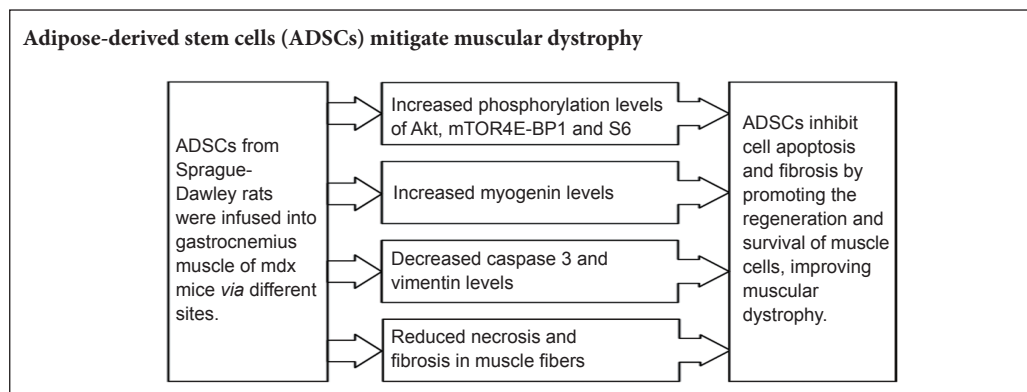 Adipose-derived stem cells (ADSCs) mitigate muscular dystrophy
ADSCs from
Sprague-
Dawley rats
were infused into
gastrocnemius
muscle of mdx
mice via different
sites.
Increased phosphorylation levels
of Akt, mTOR4E-BP1 and S6
Increased myogenin levels
Decreased caspase 3 and
vimentin levels
Reduced necrosis and
fibrosis in muscle fibers
ADSCs inhibit
cell apoptosis
and fibrosis by
promoting the
regeneration and
survival of muscle
cells, improving
muscular
dystrophy.